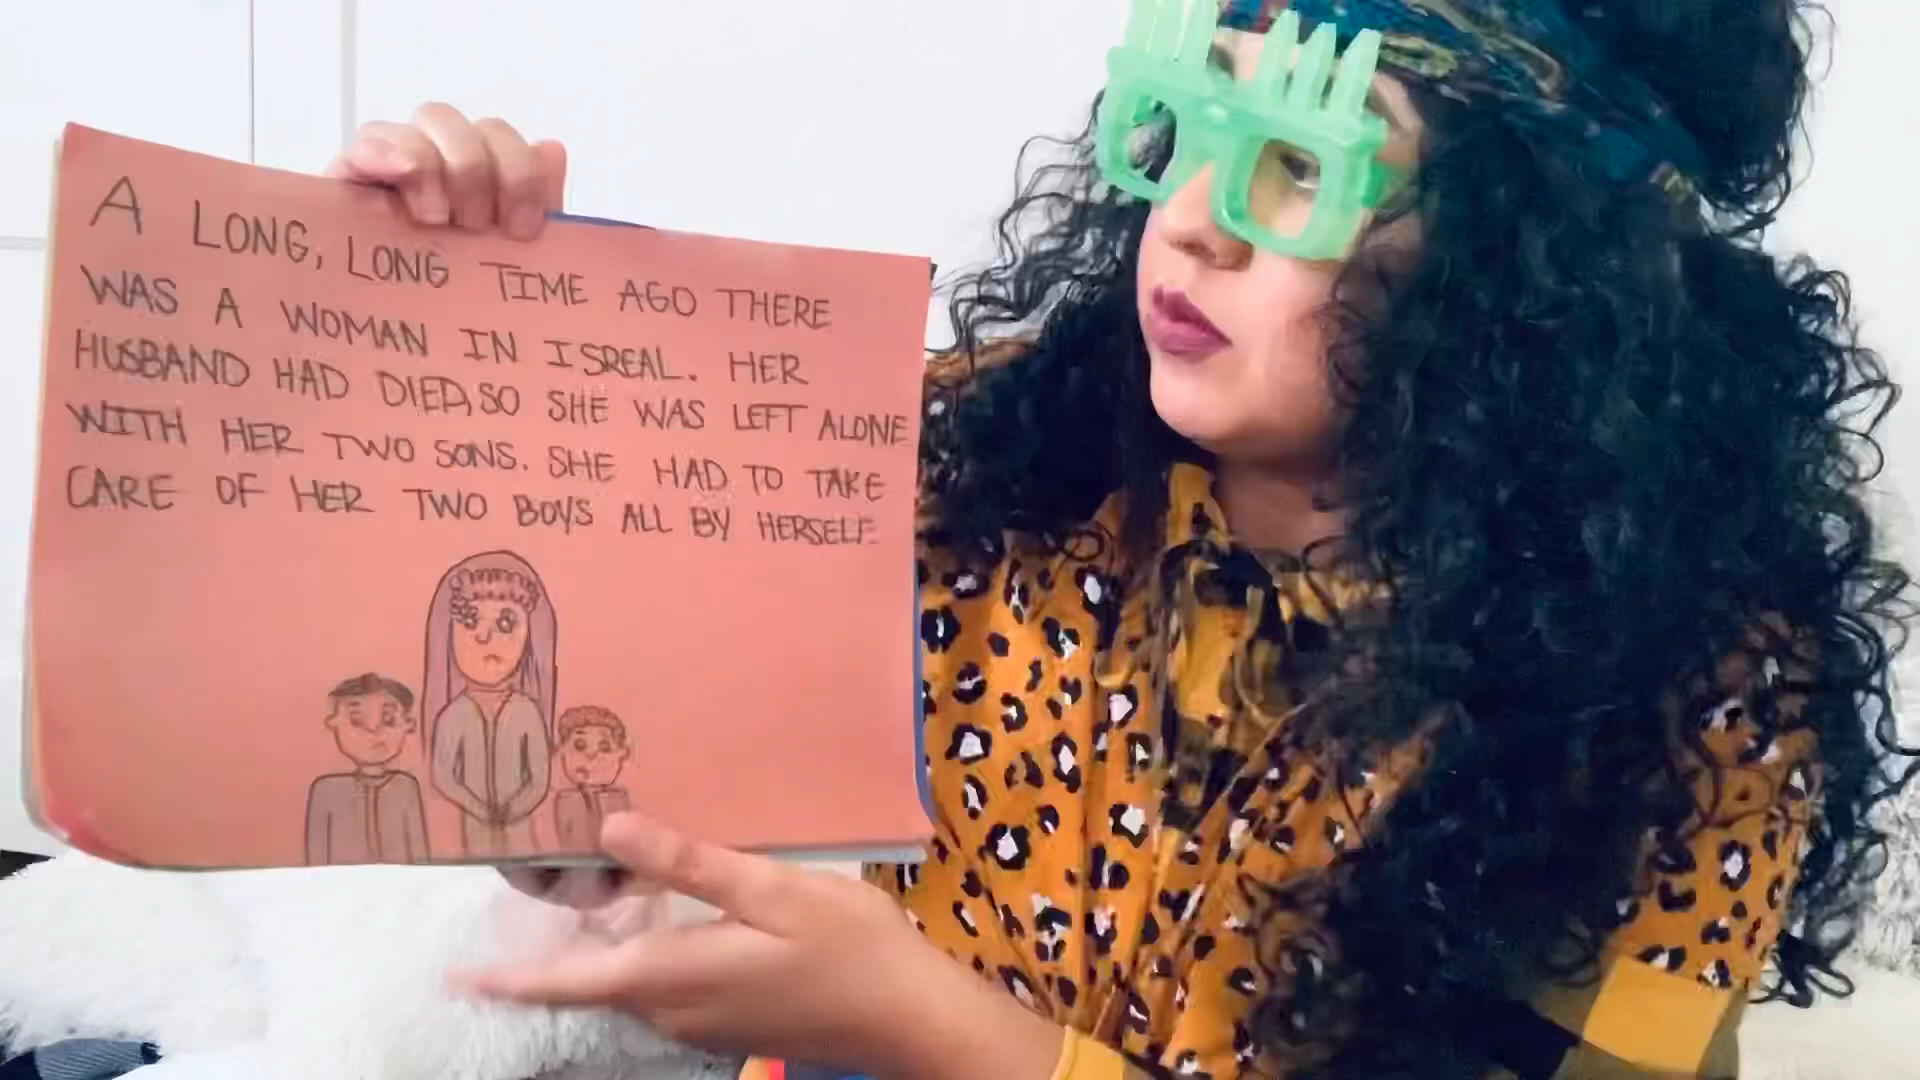 A LONG, LONG TIME AGO THERE
WAS A WOMAN IN ISREAL. HER
HUSBAND HAD DIED, SO SHE WAS LEFT ALONE
WITH HER TWO SONS. SHE HAD TO TAKE
CARE OF HER TWO BOYS ALL BY HERSELF.